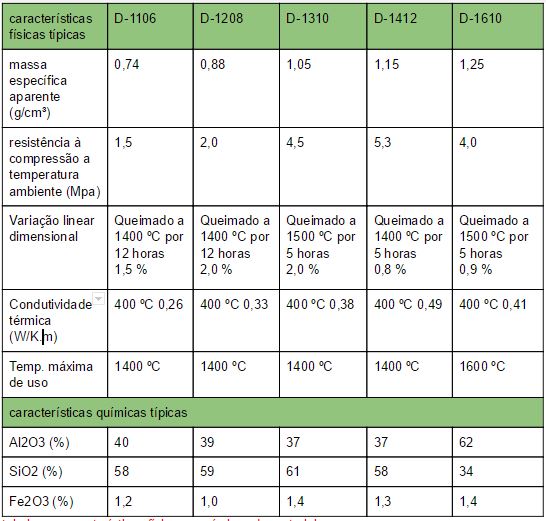 características físicas típicas D-1106 D-1208 D-1310 D-1412 D-1610
massa específica aparente (g/cm³) 0,74 0,88 1,05 1,15 1,25
resistência à compressão a temperatura ambiente (Mpa) 1,5 2,0 4,5 5,3 4,0
Variação linear dimensional Queimado a 1400 ºC por 12 horas 1,5 % Queimado a 1400 ºC por 12 horas 2,0 % Queimado a 1500 ºC por 5 horas 2,0 % Queimado a 1400 ºC por 5 horas 0,8 % Queimado a 1500 ºC por 5 horas 0,9 %
Condutividade térmica (W/K.m) 400 ºC 0,26 400 ºC 0,33 400 ºC 0,38 400 ºC 0,49 400 ºC 0,41
Temp. máxima de uso 1400 ºC 1400 ºC 1400 ºC 1400 ºC 1600 ºC
características químicas típicas
Al2O3 (%) 40 39 37 37 62
SiO2 (%) 58 59 61 58 34
Fe2O3 (%) 1,2 1,0 1,4 1,3 1,4